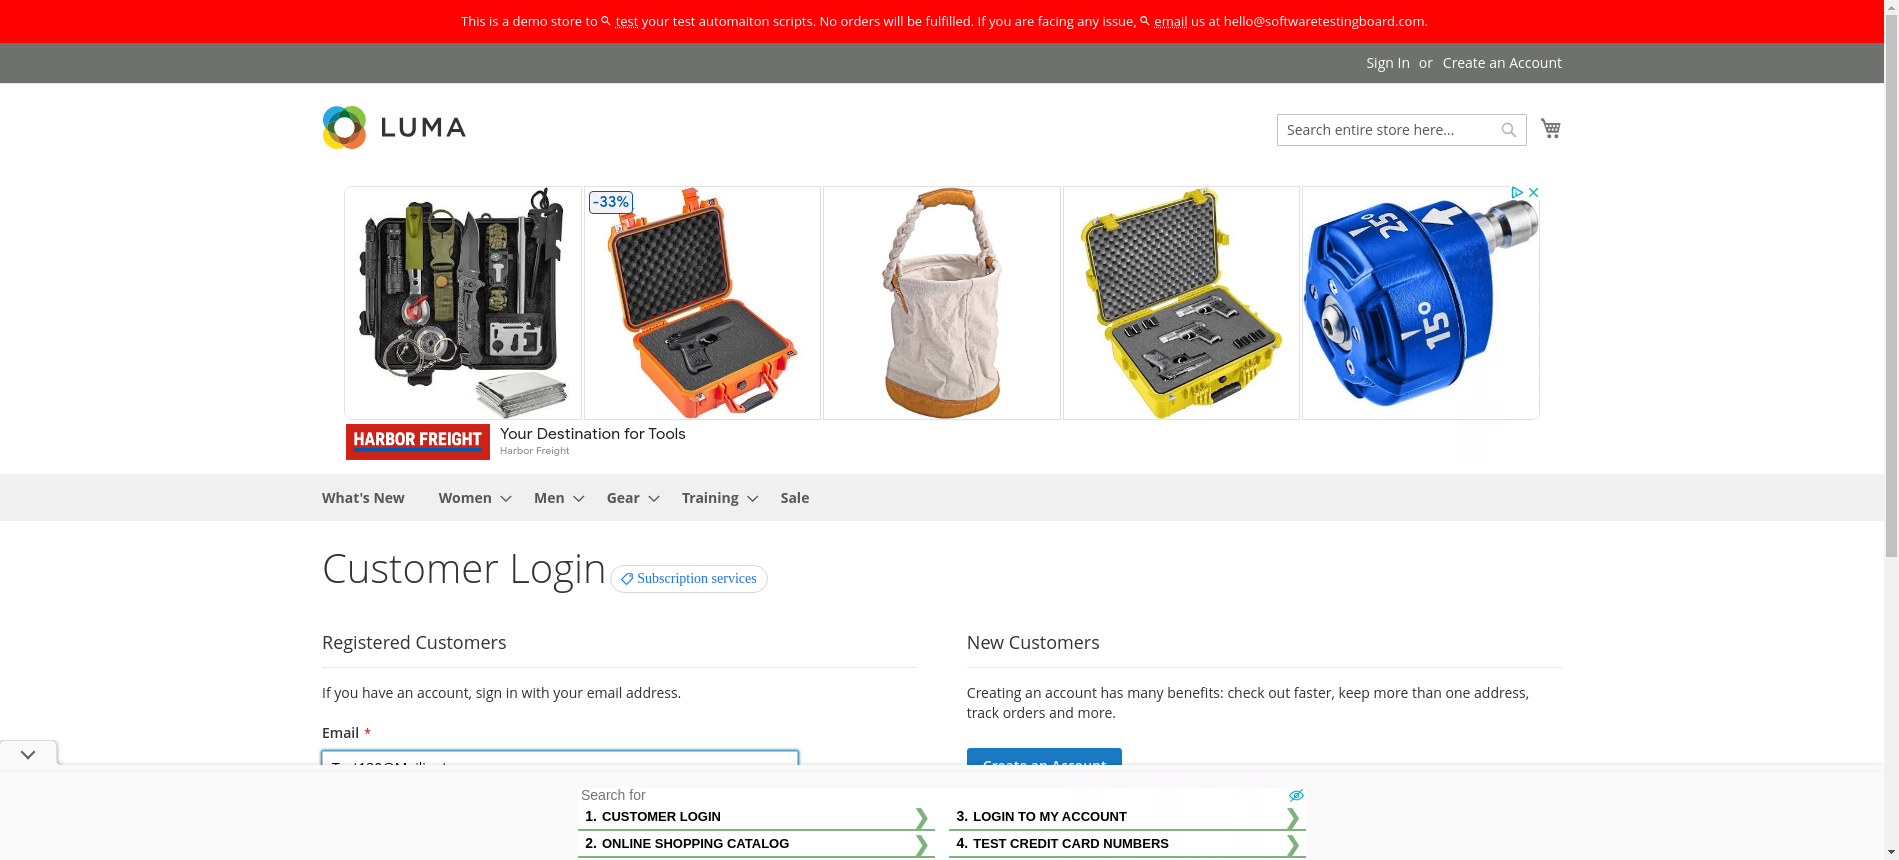 This is a demo store to test your test automaiton scripts. No orders will be fulfilled. If you are facing any issue, email us at hello@softwaretestingboard.com.
Sign In or Create an Account
LUMA
Search entire store here...
-33%
25°
15°
HARBOR FREIGHT
Your Destination for Tools
Harbor Freight
What's New Women Men Gear Training Sale
Customer Login
Subscription services
Registered Customers
New Customers
If you have an account, sign in with your email address.
Creating an account has many benefits: check out faster, keep more than one address,
track orders and more.
Email *
Create an Account
Search for
1. CUSTOMER LOGIN
2. ONLINE SHOPPING CATALOG
3. LOGIN TO MY ACCOUNT
4. TEST CREDIT CARD NUMBERS